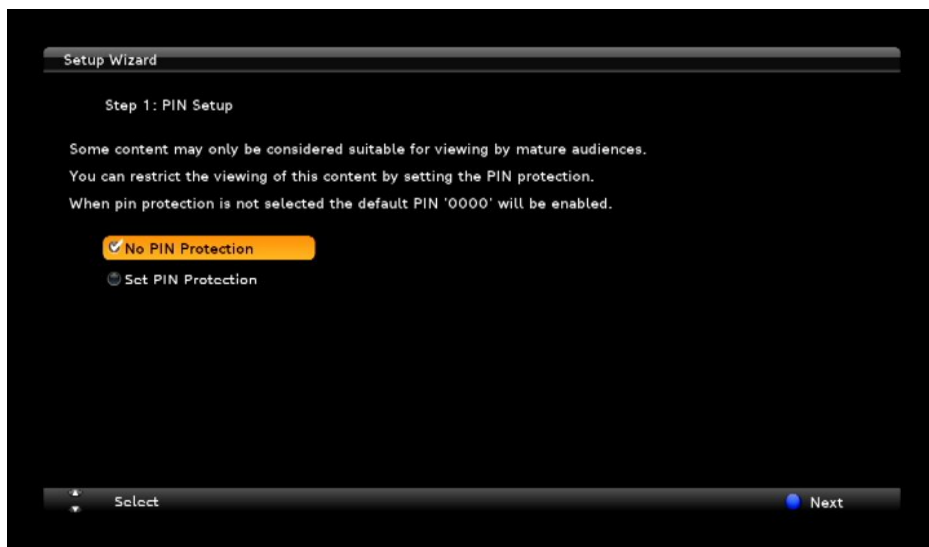 Setup Wizard
Step 1: PIN Setup
Some content may only be considered suitable for viewing by mature audiences.
You can restrict the viewing of this content by setting the PIN protection.
When pin protection is not selected the default PIN '0000' will be enabled.
No PIN Protection
Set PIN Protection
Select
Next